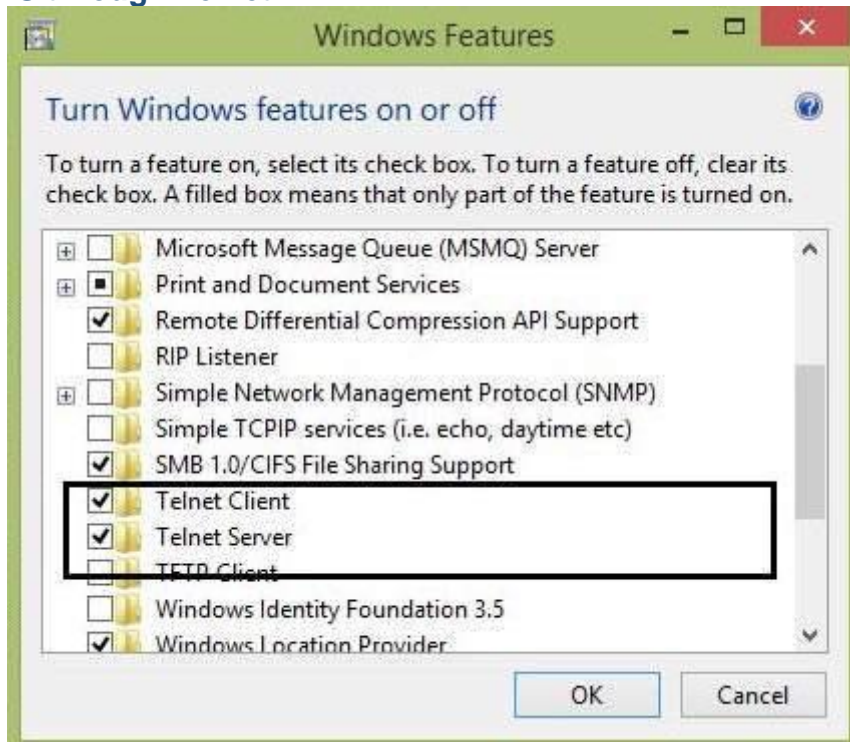 Windows Features
Turn Windows features on or off
To turn a feature on, select its check box. To turn a feature off, clear its
check box. A filled box means that only part of the feature is turned on.
Microsoft Message Queue (MSMQ) Server
Print and Document Services
Remote Differential Compression API Support
RIP Listener
Simple Network Management Protocol (SNMP)
Simple TCPIP services (i.e. echo, daytime etc)
SMB 1.0/CIFS File Sharing Support
Telnet Client
Telnet Server
TFTP Client
Windows Identity Foundation 3.5
Windows Location Provider
OK Cancel